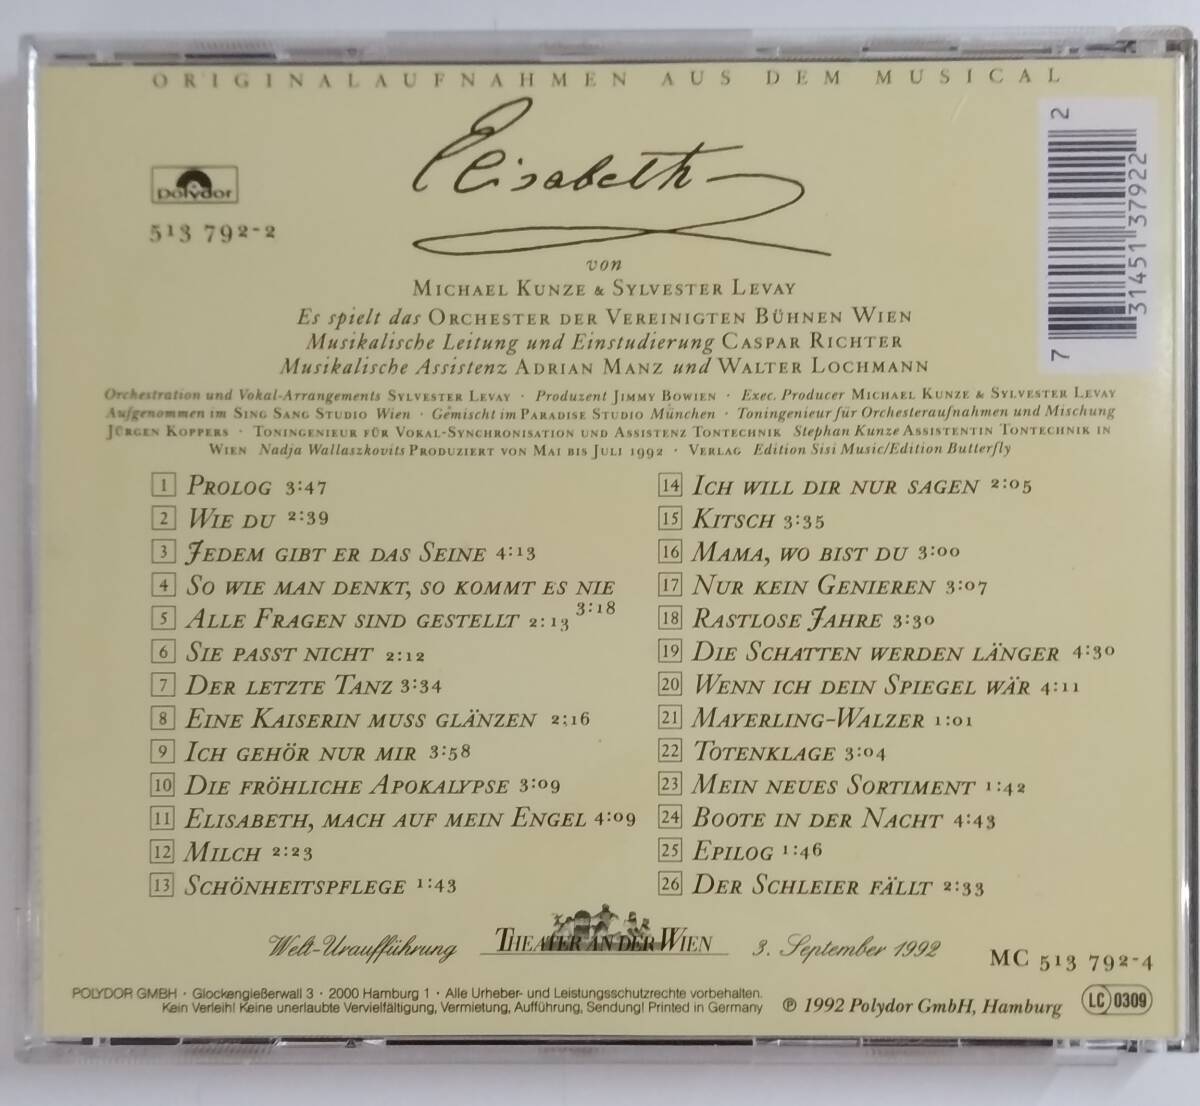 ORIGINALAUFNAHMEN AUS DEM MUSICAL
Elisabeth
polydor
513 792-2
7 31451 37922 2
von
MICHAEL KUNZE & SYLVESTER LEVAY
Es spielt das ORCHESTER DER VEREINIGTEN BÜHNEN WIEN
Musikalische Leitung und Einstudierung CASPAR RICHTER
Musikalische Assistenz ADRIAN MANZ und WALTER LOCHMANN
Orchestration und Vokal-Arrangements SYLVESTER LEVAY · Produzent JIMMY BOWIEN · Exec. Producer MICHAEL KUNZE & SYLVESTER LEVAY
Aufgenommen im SING SANG STUDIO Wien · Gemischt im PARADISE STUDIO München · Toningenieur für Orchesteraufnahmen und Mischung
JÜRGEN KOPPERS · TONINGENIEUR FÜR VOKAL-SYNCHRONISATION UND ASSISTENZ TONTECHNIK Stephan Kunze ASSISTENTIN TONTECHNIK IN
WIEN Nadja Wallaszkovits PRODUZIERT VON MAI BIS JULI 1992 · VERLAG Edition Sisi Music/Edition Butterfly
1 PROLOG 3:47
2 WIE DU 2:39
3 JEDEM GIBT ER DAS SEINE 4:13
4 SO WIE MAN DENKT, SO KOMMT ES NIE 3:18
5 ALLE FRAGEN SIND GESTELLT 2:13
6 SIE PASST NICHT 2:12
7 DER LETZTE TANZ 3:34
8 EINE KAISERIN MUSS GLÄNZEN 2:16
9 ICH GEHÖR NUR MIR 3:58
10 DIE FRÖHLICHE APOKALYPSE 3:09
11 ELISABETH, MACH AUF MEIN ENGEL 4:09
12 MILCH 2:23
13 SCHÖNHEITSPFLEGE 1:43
14 ICH WILL DIR NUR SAGEN 2:05
15 KITSCH 3:35
16 MAMA, WO BIST DU 3:00
17 NUR KEIN GENIEREN 3:07
18 RASTLOSE JAHRE 3:30
19 DIE SCHATTEN WERDEN LÄNGER 4:30
20 WENN ICH DEIN SPIEGEL WÄR 4:11
21 MAYERLING-WALZER 1:01
22 TOTENKLAGE 3:04
23 MEIN NEUES SORTIMENT 1:42
24 BOOTE IN DER NACHT 4:43
25 EPILOG 1:46
26 DER SCHLEIER FÄLLT 2:33
Welt-Uraufführung THEATER AN DER WIEN 3. September 1992
MC 513 792-4
POLYDOR GMBH · Glockengießerwall 3 · 2000 Hamburg 1 · Alle Urheber- und Leistungsschutzrechte vorbehalten.
Kein Verleih! Keine unerlaubte Vervielfältigung, Vermietung, Aufführung, Sendung! Printed in Germany
℗ 1992 Polydor GmbH, Hamburg
LC 0309